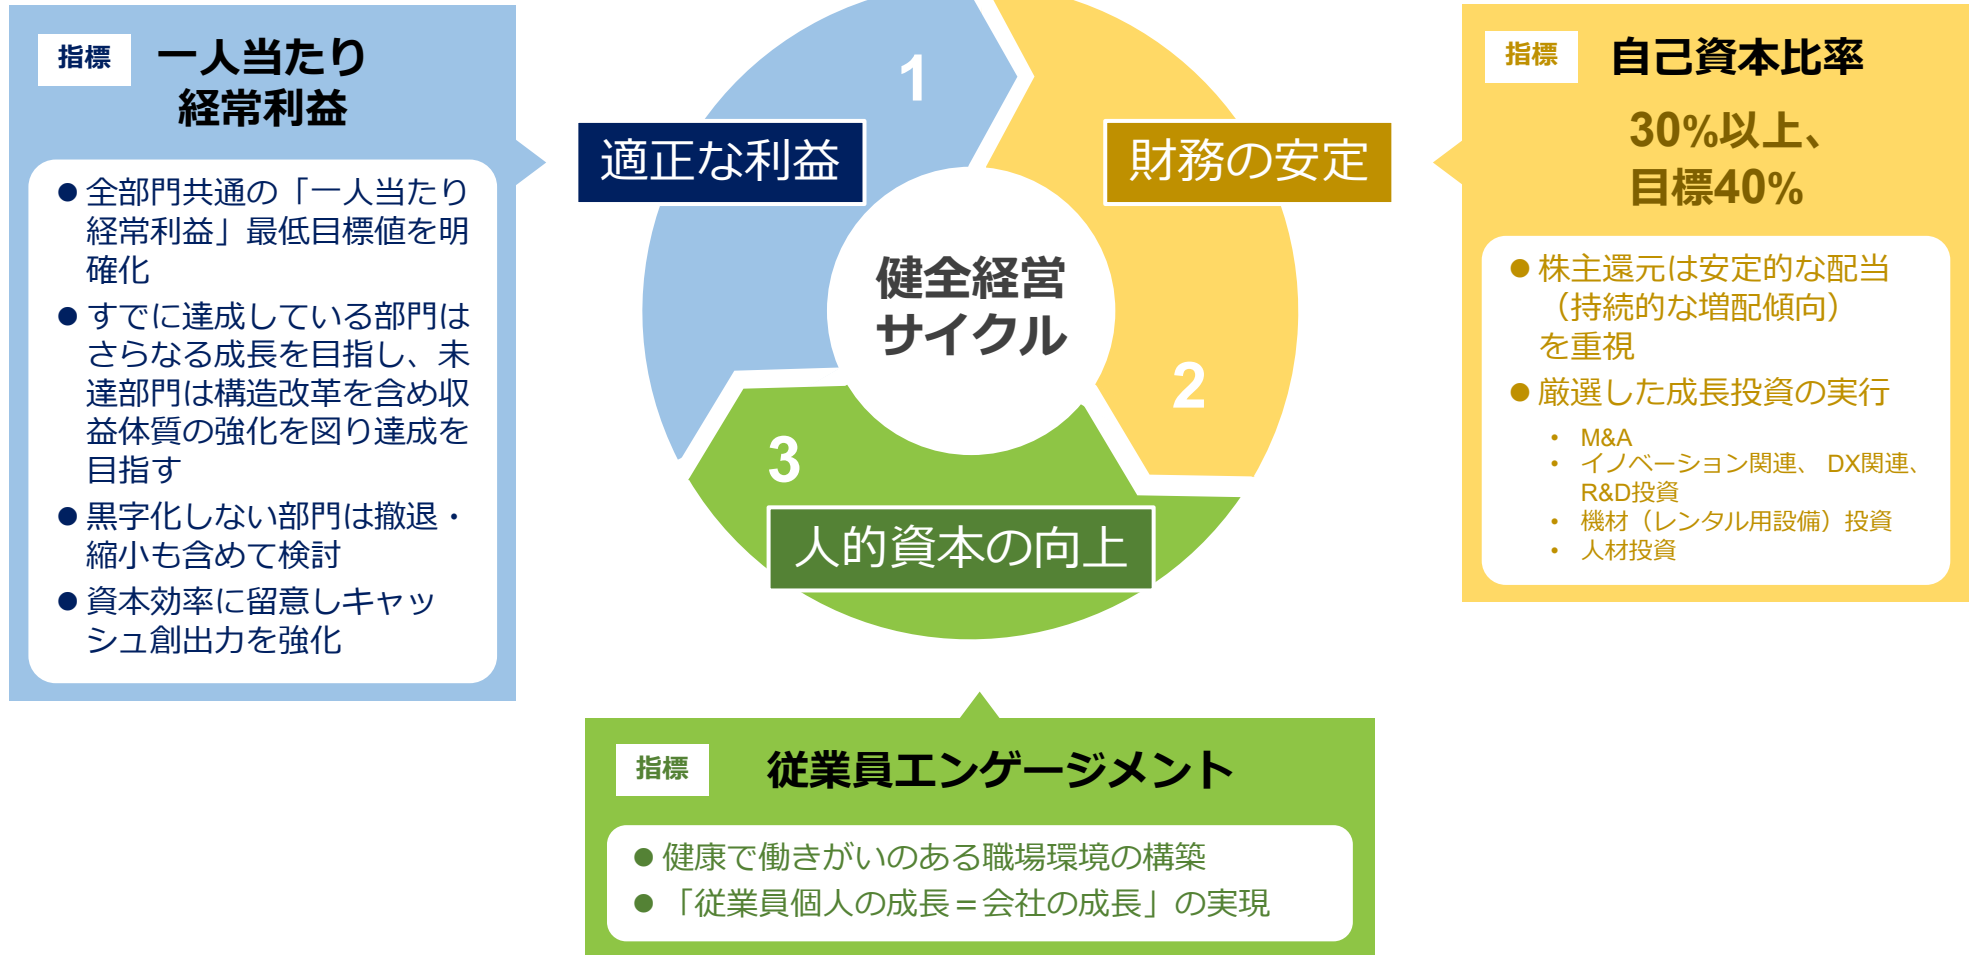 指標
一人当たり
経常利益
● 全部門共通の「一人当たり
経常利益」最低目標値を明
確化
● すでに達成している部門は
さらなる成長を目指し、未
達部門は構造改革を含め収
益体質の強化を図り達成を
目指す
● 黒字化しない部門は撤退・
縮小も含めて検討
● 資本効率に留意しキャッ
シュ創出力を強化
1
適正な利益
財務の安定
健全経営
サイクル
2
3
人的資本の向上
指標
自己資本比率
30%以上、
目標40%
● 株主還元は安定的な配当
（持続的な増配傾向）
を重視
● 厳選した成長投資の実行
• M&A
• イノベーション関連、 DX関連、
R&D投資
• 機材（レンタル用設備）投資
• 人材投資
指標
従業員エンゲージメント
● 健康で働きがいのある職場環境の構築
● 「従業員個人の成長＝会社の成長」の実現